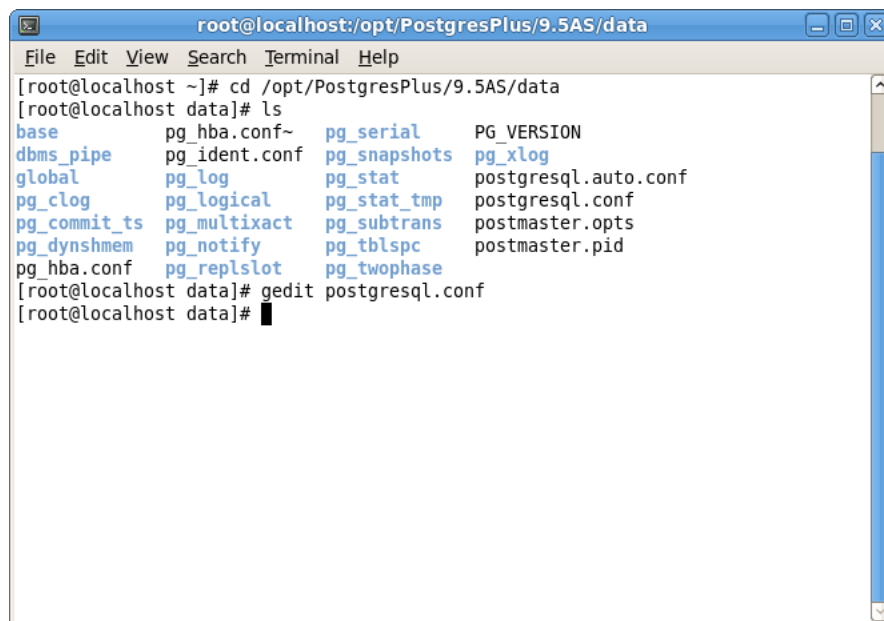 root@localhost:/opt/PostgresPlus/9.5AS/data
File Edit View Search Terminal Help
[root@localhost ~]# cd /opt/PostgresPlus/9.5AS/data
[root@localhost data]# ls
base pg_hba.conf~ pg_serial PG_VERSION
dbms_pipe pg_ident.conf pg_snapshots pg_xlog
global pg_log pg_stat postgresql.auto.conf
pg_clog pg_logical pg_stat_tmp postgresql.conf
pg_commit_ts pg_multixact pg_subtrans postmaster.opts
pg_dynshmem pg_notify pg_tblspc postmaster.pid
pg_hba.conf pg_replslot pg_twophase
[root@localhost data]# gedit postgresql.conf
[root@localhost data]#